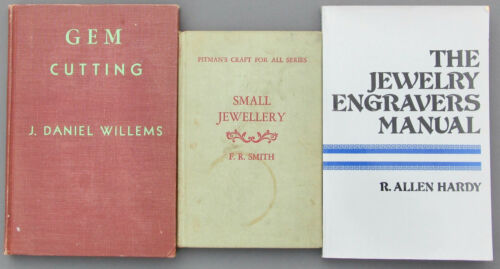 GEM
CUTTING
J. DANIEL WILLEMS
PITMAN'S CRAFT FOR ALL SERIES
SMALL
JEWELLERY
F. R. SMITH
THE
JEWELRY
ENGRAVERS
MANUAL
R. ALLEN HARDY